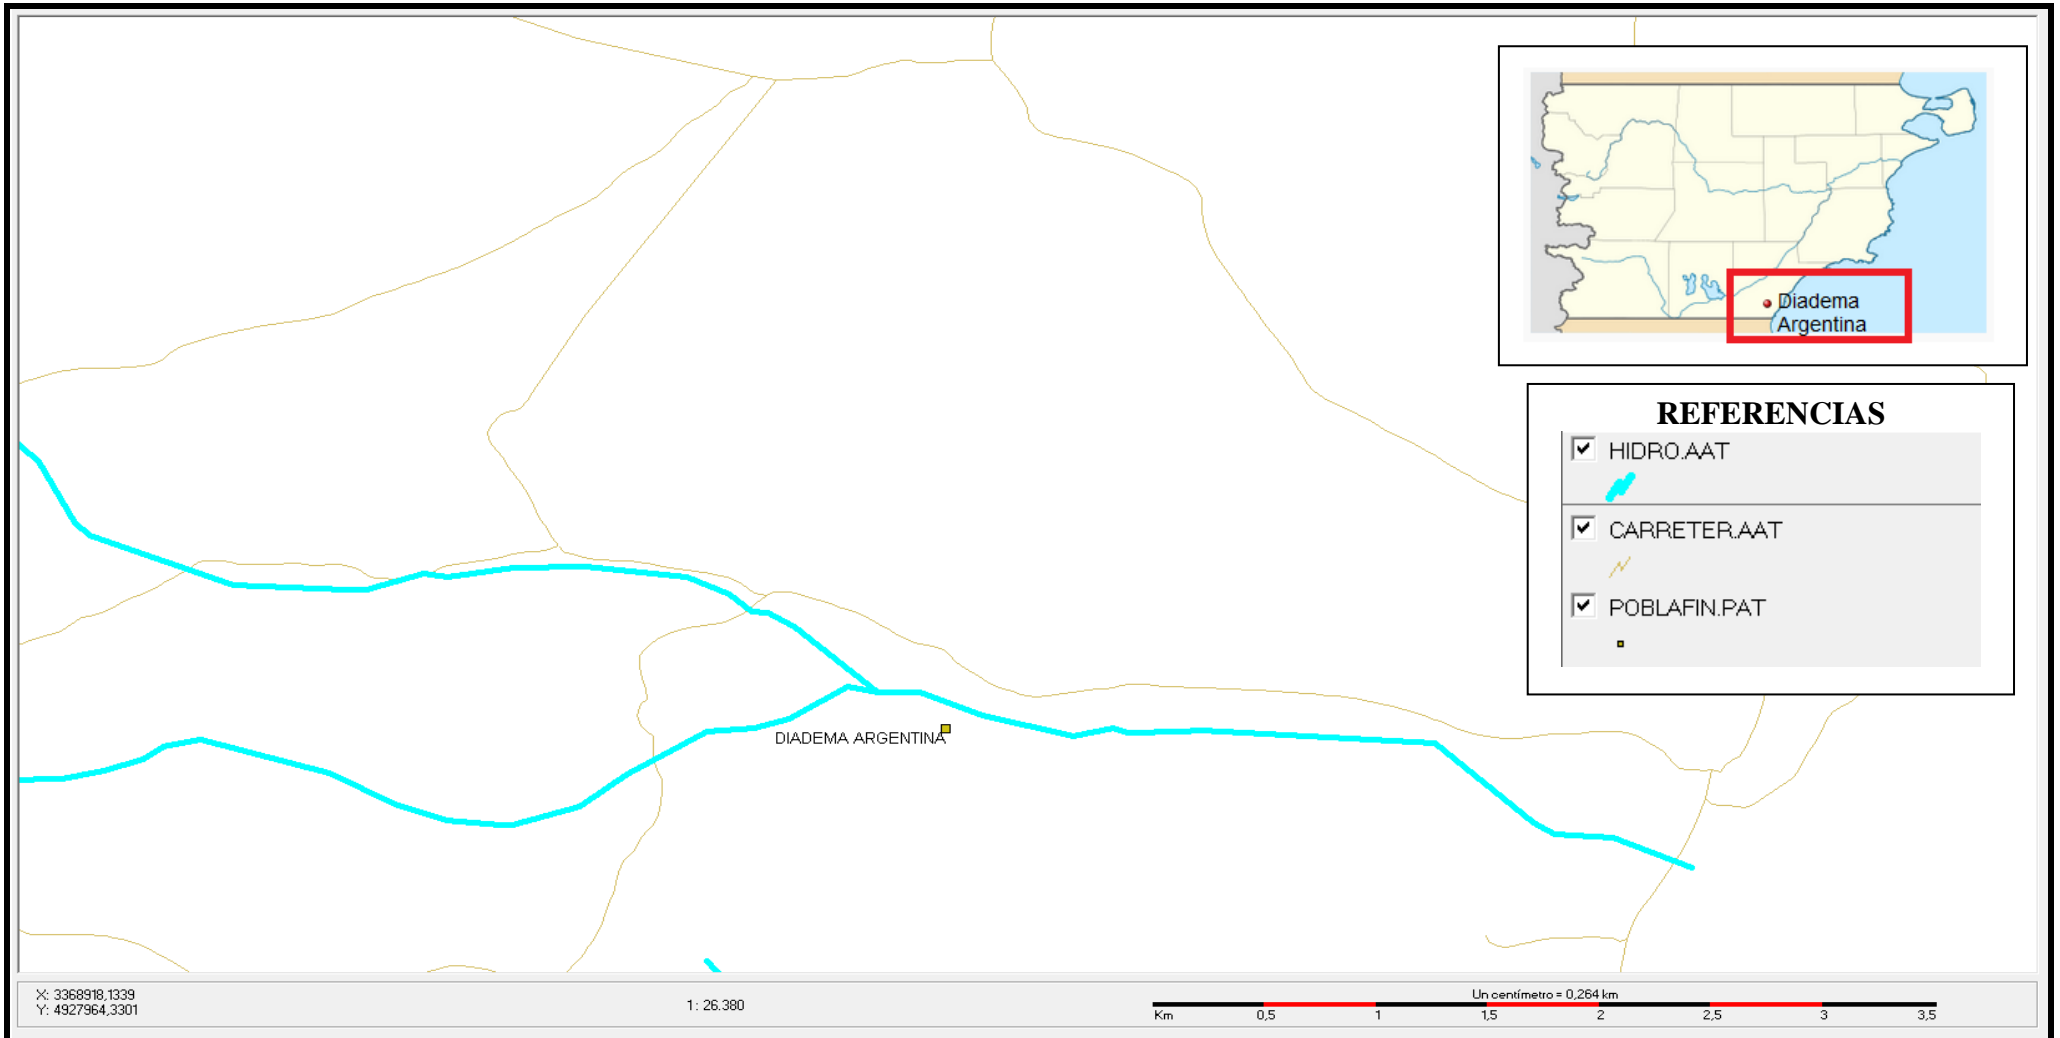 Diadema
Argentina
REFERENCIAS
HIDRO.AAT
CARRETER.AAT
POBLAFIN.PAT
DIADEMA ARGENTINA
X: 3368918,1339
Y: 4927964,3301
1: 26.380
Un centímetro = 0,264 km
Km 0,5 1 1,5 2 2,5 3 3,5